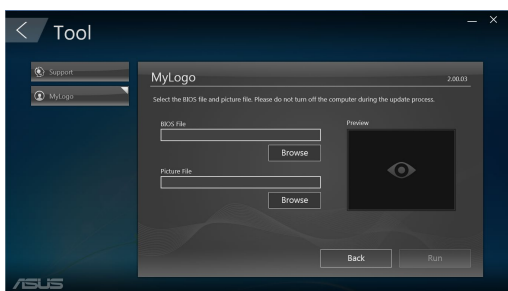 Tool
Support
MyLogo
MyLogo
2.00.03
Select the BIOS file and picture file. Please do not turn off the computer during the update process.
BIOS File
Preview
Browse
Picture File
Browse
Back
Run
ASUS